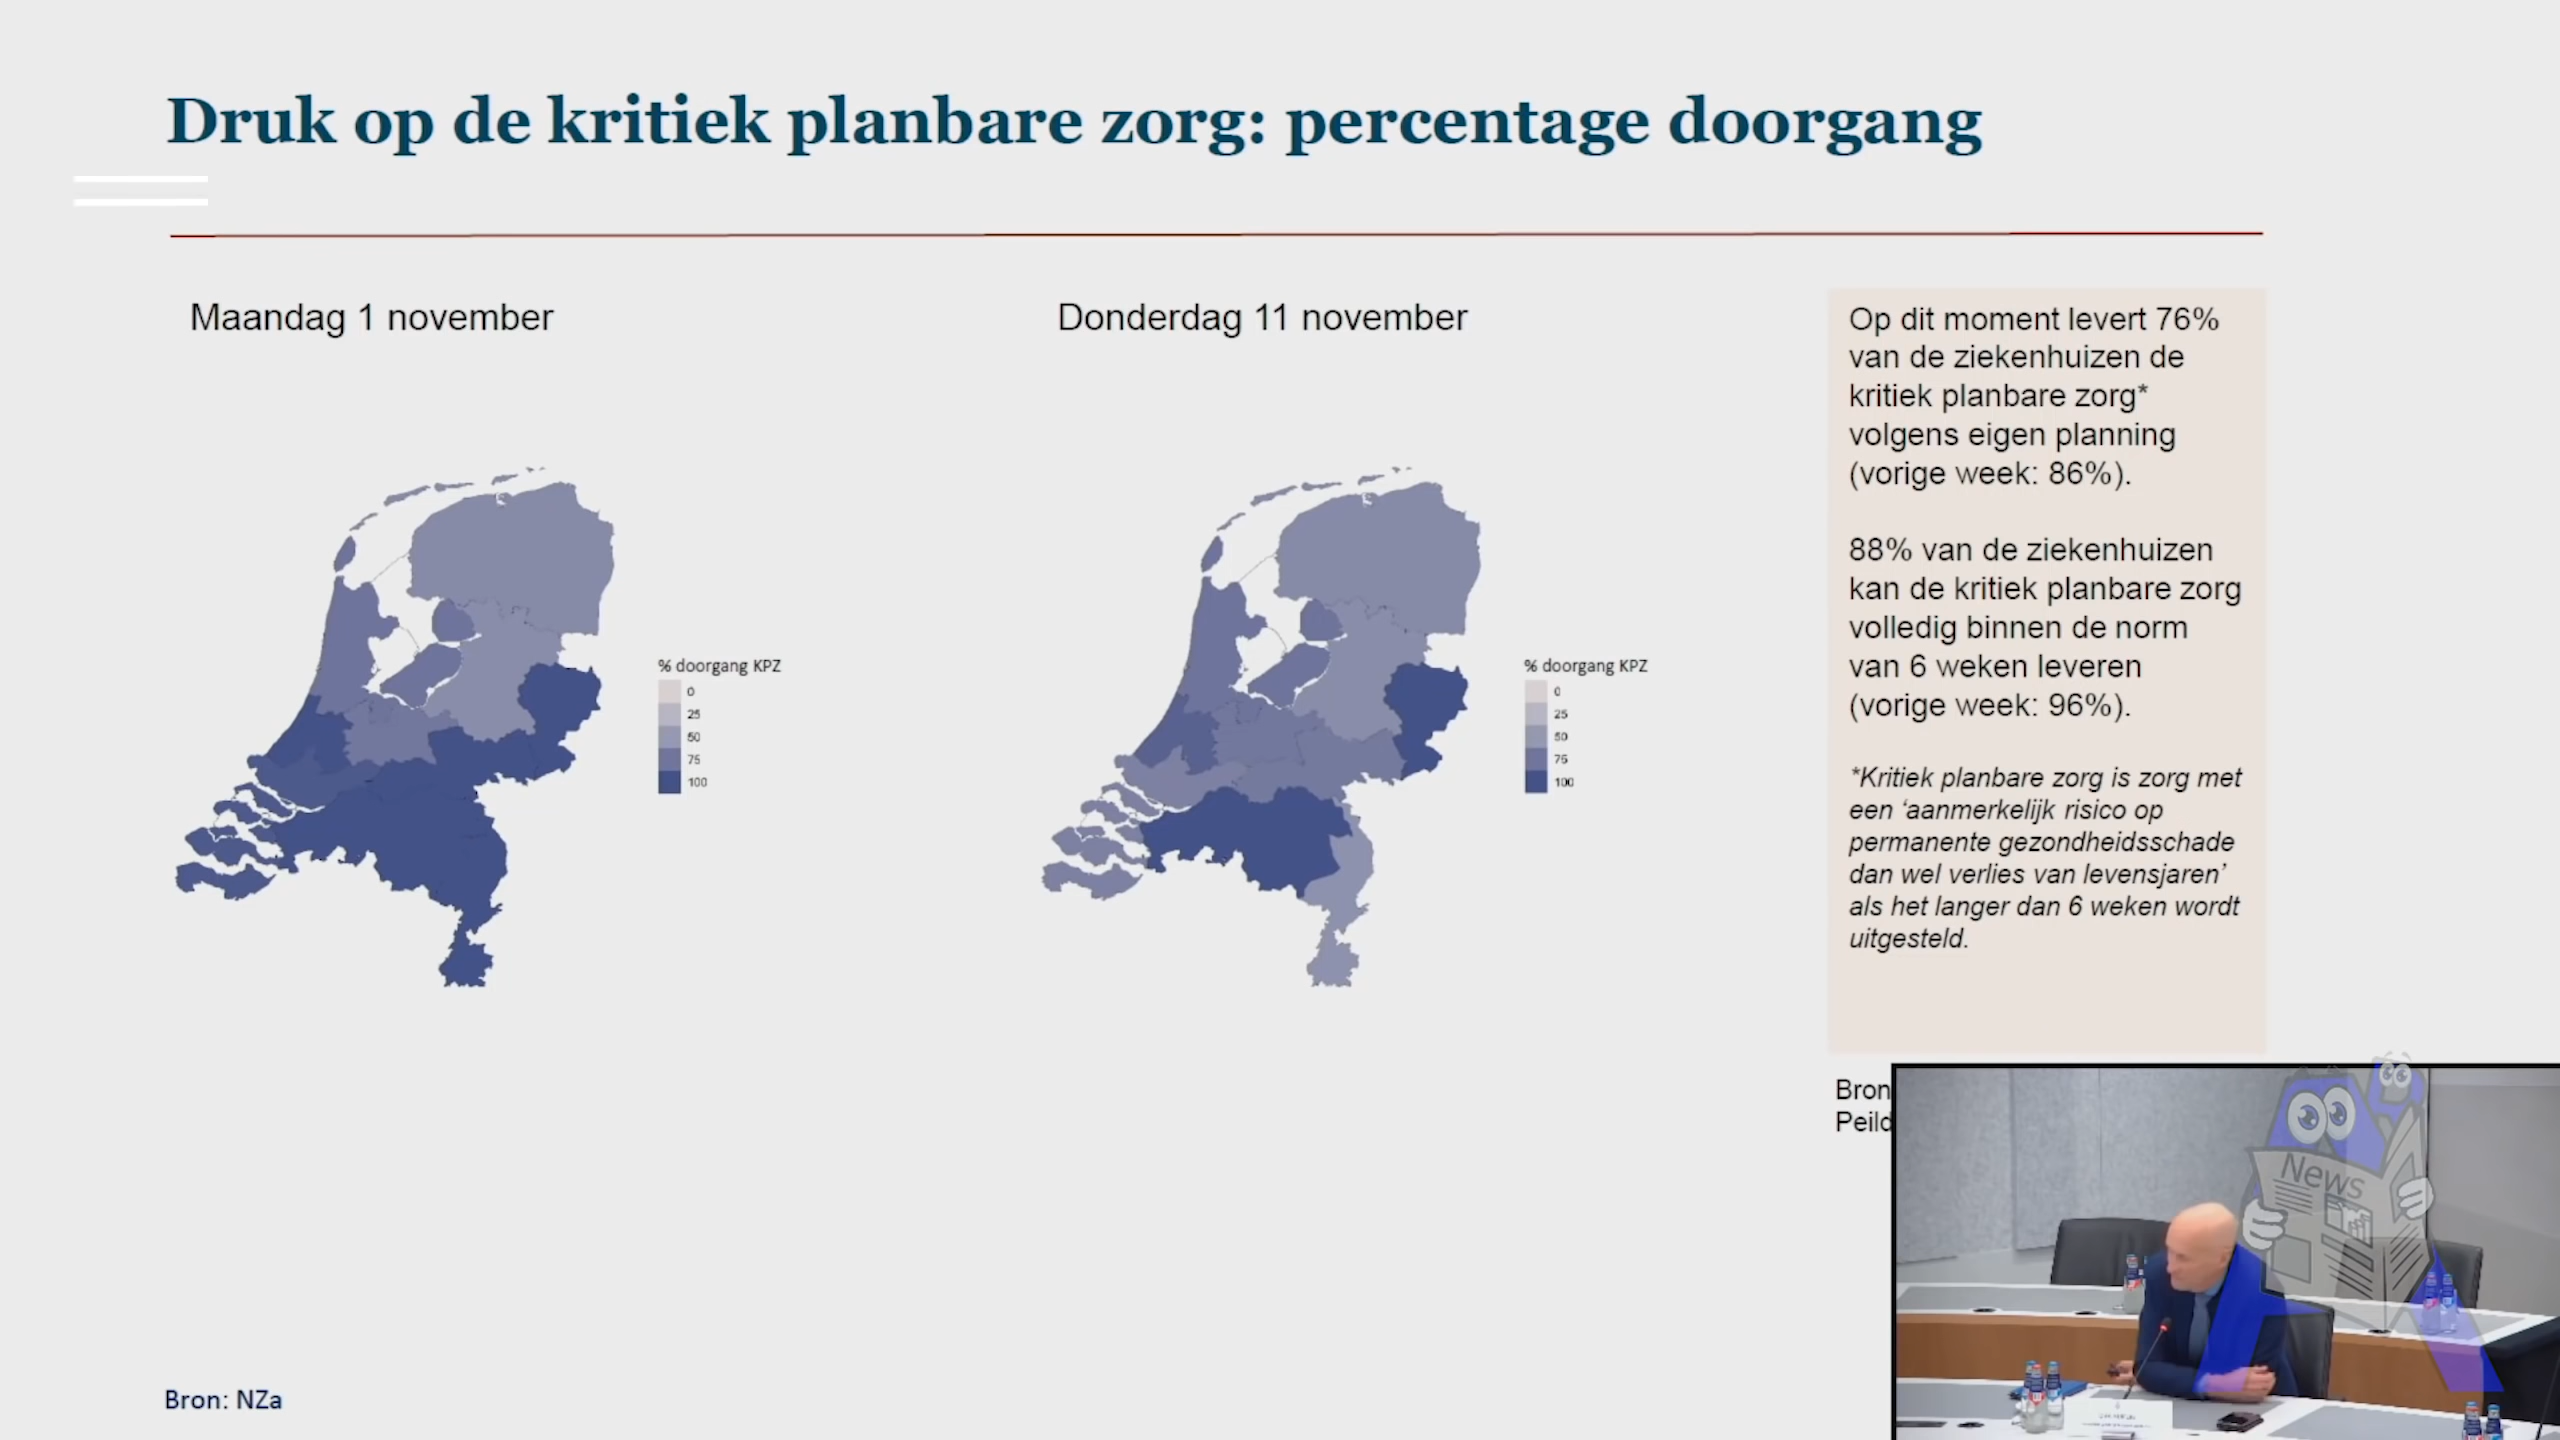 Druk op de kritiek planbare zorg: percentage doorgang
Maandag 1 november
Donderdag 11 november
% doorgang KPZ
0
25
50
75
100
% doorgang KPZ
0
25
50
75
100
Op dit moment levert 76%
van de ziekenhuizen de
kritiek planbare zorg*
volgens eigen planning
(vorige week: 86%).
88% van de ziekenhuizen
kan de kritiek planbare zorg
volledig binnen de norm
van 6 weken leveren
(vorige week: 96%).
*Kritiek planbare zorg is zorg met
een ‘aanmerkelijk risico op
permanente gezondheidsschade
dan wel verlies van levensjaren’
als het langer dan 6 weken wordt
uitgesteld.
Bron
Peild
News
Bron: NZa